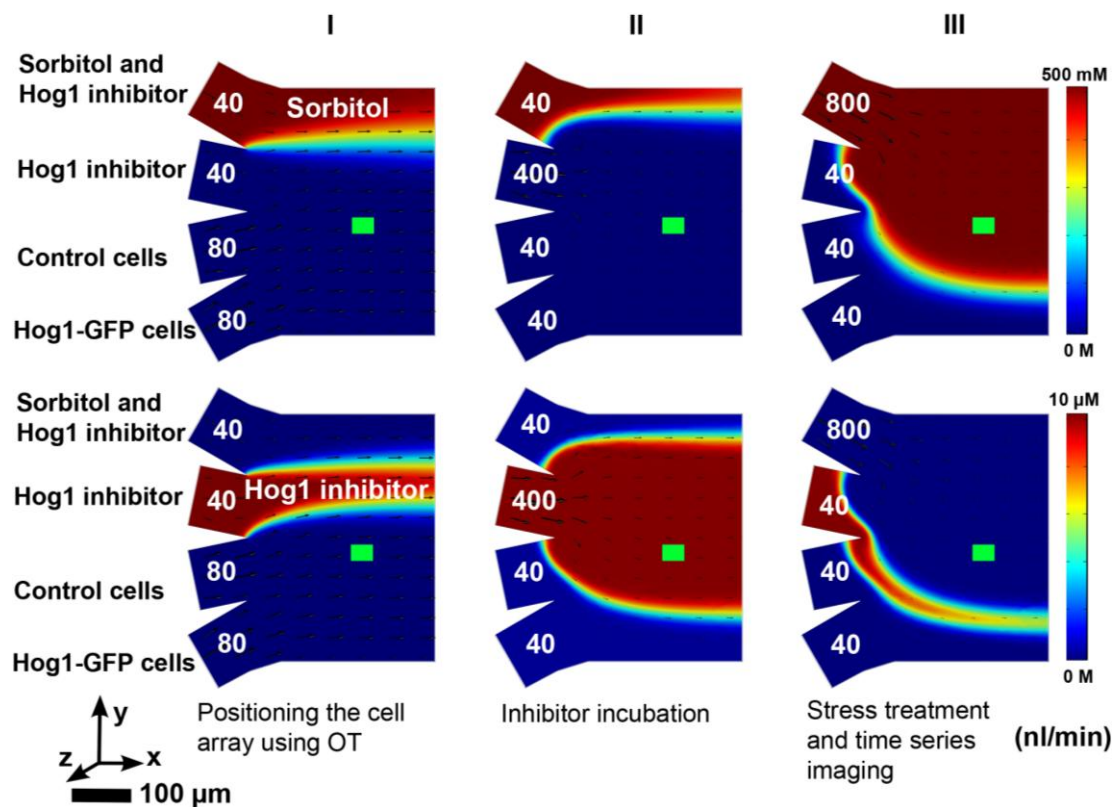 I II III
Sorbitol and
Hog1 inhibitor
40 Sorbitol 40 800 500 mM
Hog1 inhibitor
40 400 40
Control cells
80 40 40
Hog1-GFP cells
80 40 40
0 M
Sorbitol and
Hog1 inhibitor
40 40 800 10 µM
Hog1 inhibitor
40 Hog1 inhibitor 400 40
Control cells
80 40 40
Hog1-GFP cells
80 40 40
0 M
y
z x
100 µm
Positioning the cell
array using OT
Inhibitor incubation
Stress treatment
and time series
imaging
(nl/min)